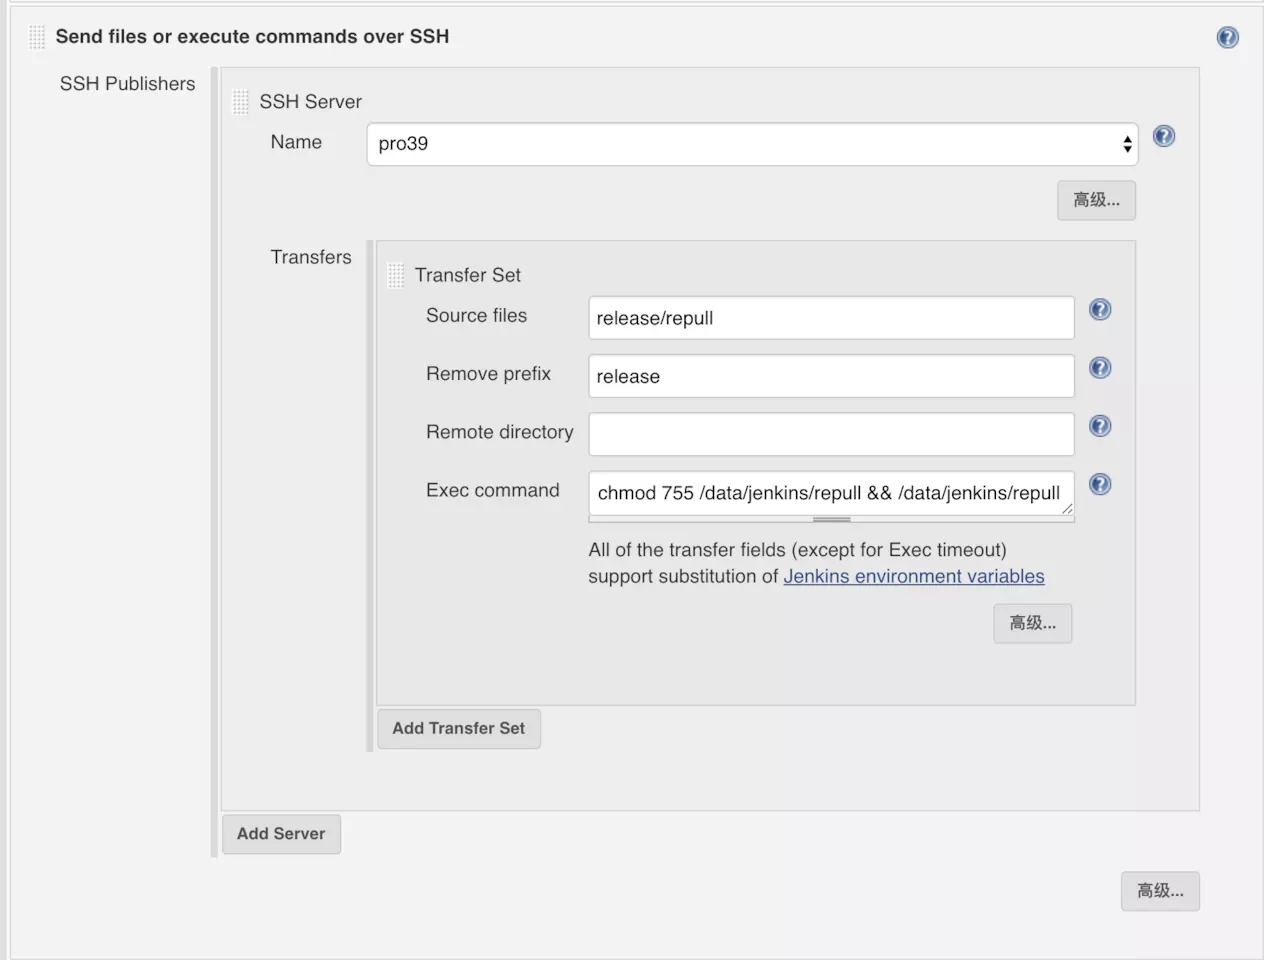 Send files or execute commands over SSH
SSH Publishers
SSH Server
Name
pro39
高级...
Transfers
Transfer Set
Source files
release/repull
Remove prefix
release
Remote directory
Exec command
chmod 755 /data/jenkins/repull && /data/jenkins/repull
All of the transfer fields (except for Exec timeout)
support substitution of Jenkins environment variables
高级...
Add Transfer Set
Add Server
高级...